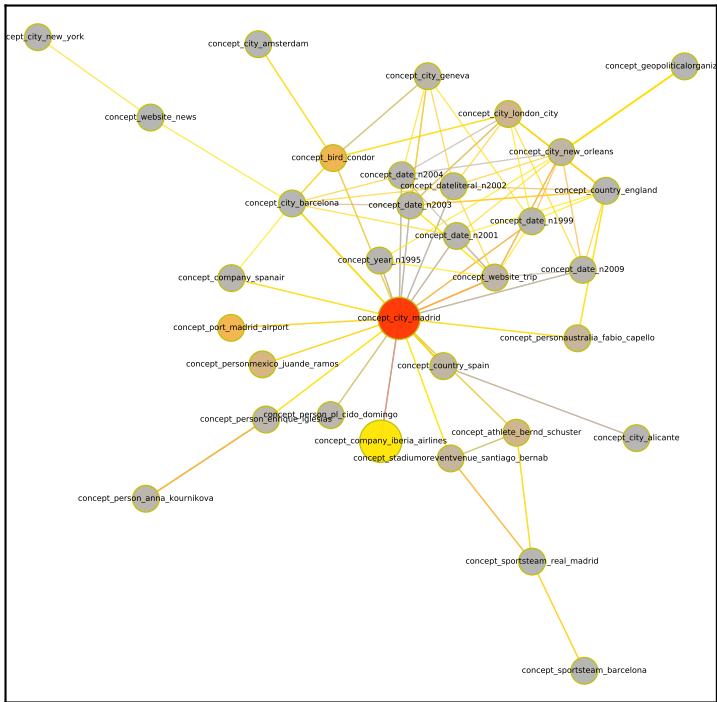 cept_city_new_york
concept_city_amsterdam
concept_geopoliticalorganiz
concept_city_geneva
concept_website_news
concept_city_london_city
concept_city_new_orleans
concept_bird_condor
concept_date_n2004
concept_dateliteral_n2002
concept_country_england
concept_city_barcelona
concept_date_n2003
concept_date_n1999
concept_date_n2001
concept_year_n1995
concept_date_n2009
concept_company_spanair
concept_website_trip
concept_city_madrid
concept_port_madrid_airport
concept_personaustralia_fabio_capello
concept_personmexico_juande_ramos
concept_country_spain
concept_person_enrique_iglesias
concept_person_pl_cido_domingo
concept_athlete_bernd_schuster
concept_city_alicante
concept_company_iberia_airlines
concept_stadiumoreventvenue_santiago_bernab
concept_person_anna_kournikova
concept_sportsteam_real_madrid
concept_sportsteam_barcelona